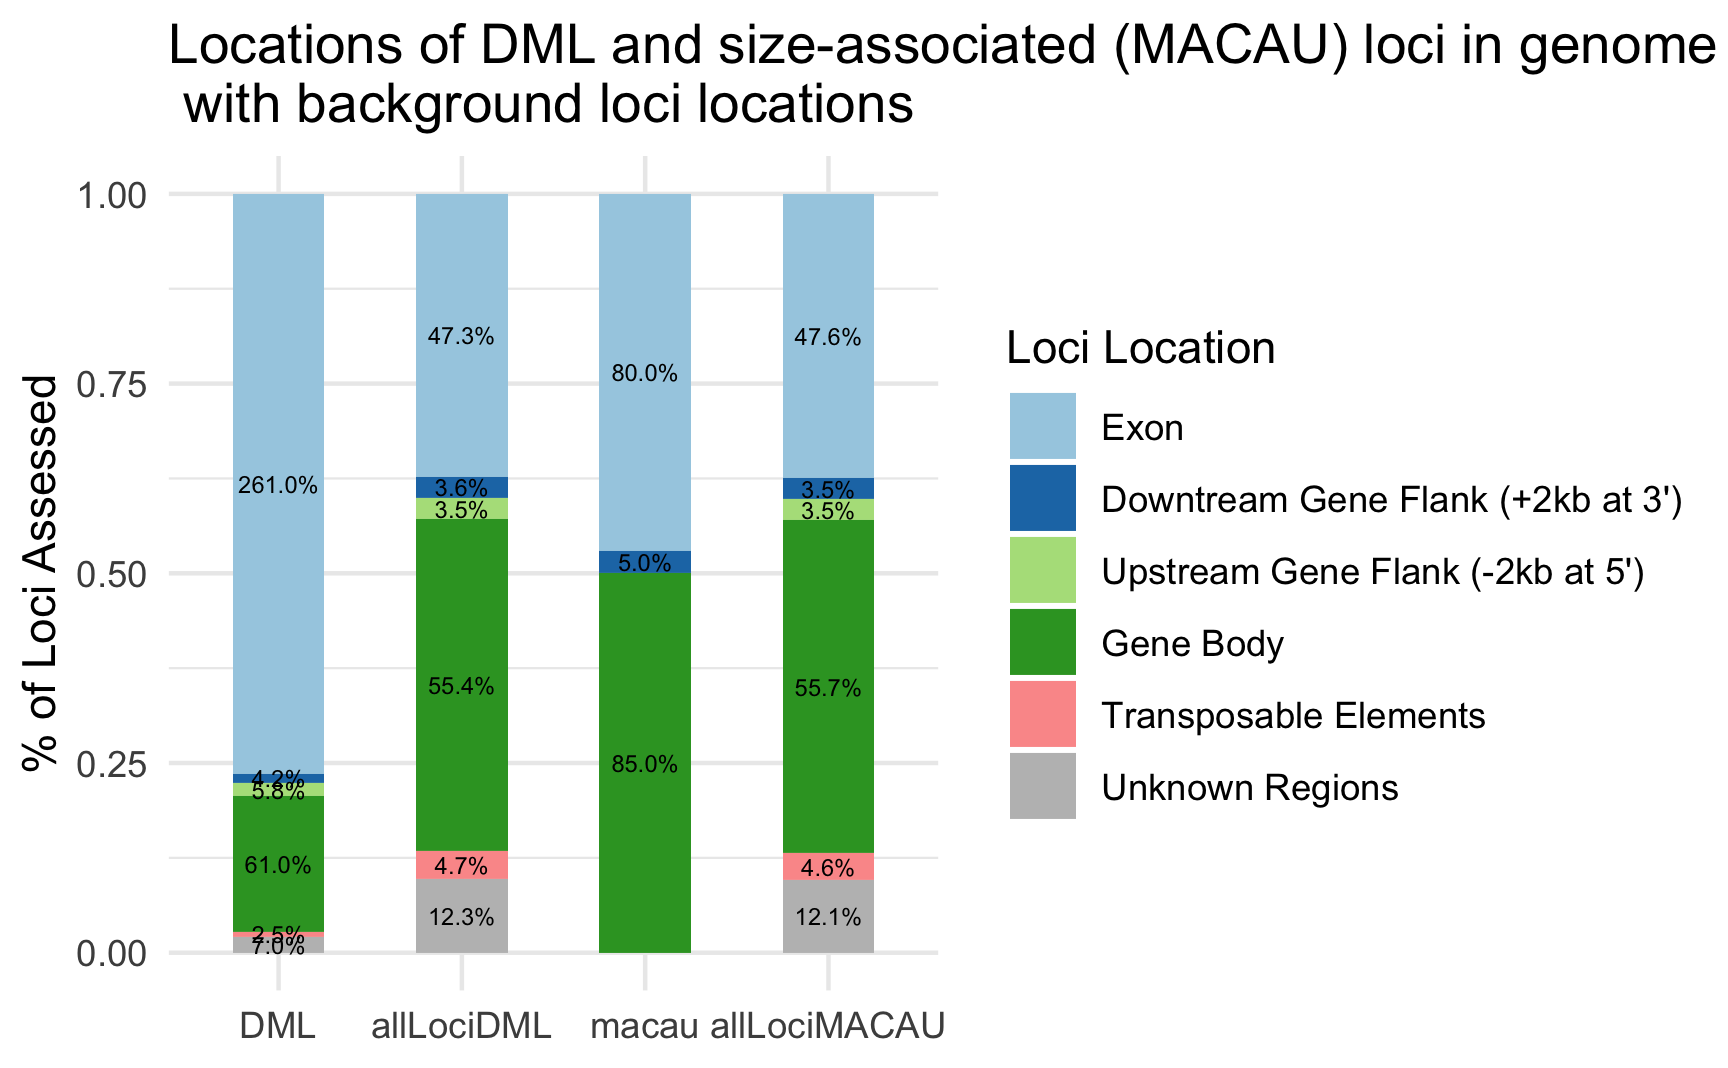 Locations of DML and size-associated (MACAU) loci in genome
with background loci locations
% of Loci Assessed
1.00
0.75
0.50
0.25
0.00
261.0%
4.2%
5.8%
61.0%
2.5%
7.0%
47.3%
3.6%
3.5%
55.4%
4.7%
12.3%
80.0%
5.0%
85.0%
47.6%
3.5%
3.5%
55.7%
4.6%
12.1%
DML
allLociDML
macau
allLociMACAU
Loci Location
Exon
Downtream Gene Flank (+2kb at 3')
Upstream Gene Flank (-2kb at 5')
Gene Body
Transposable Elements
Unknown Regions